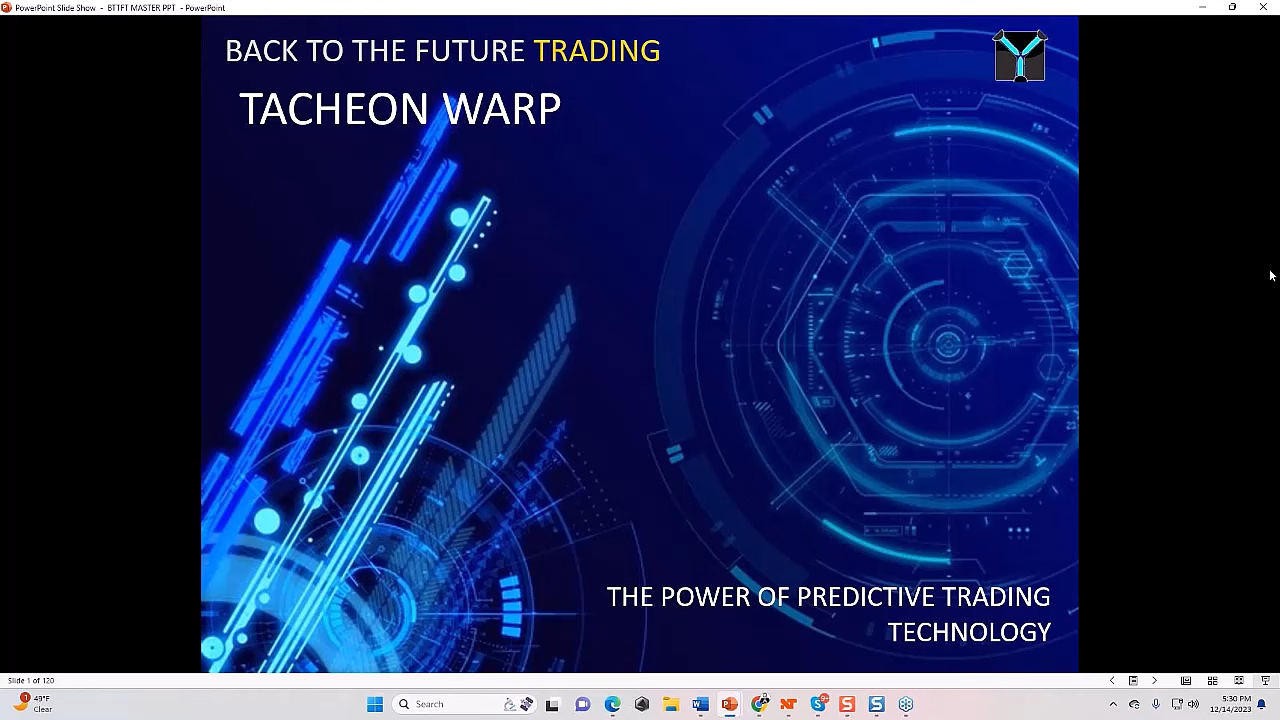 PowerPoint Slide Show - BTTFT MASTER PPT - PowerPoint
BACK TO THE FUTURE TRADING
TACHEON WARP
THE POWER OF PREDICTIVE TRADING
TECHNOLOGY
Slide 1 of 120
49°F
Clear
Search
5:30 PM
12/14/2023